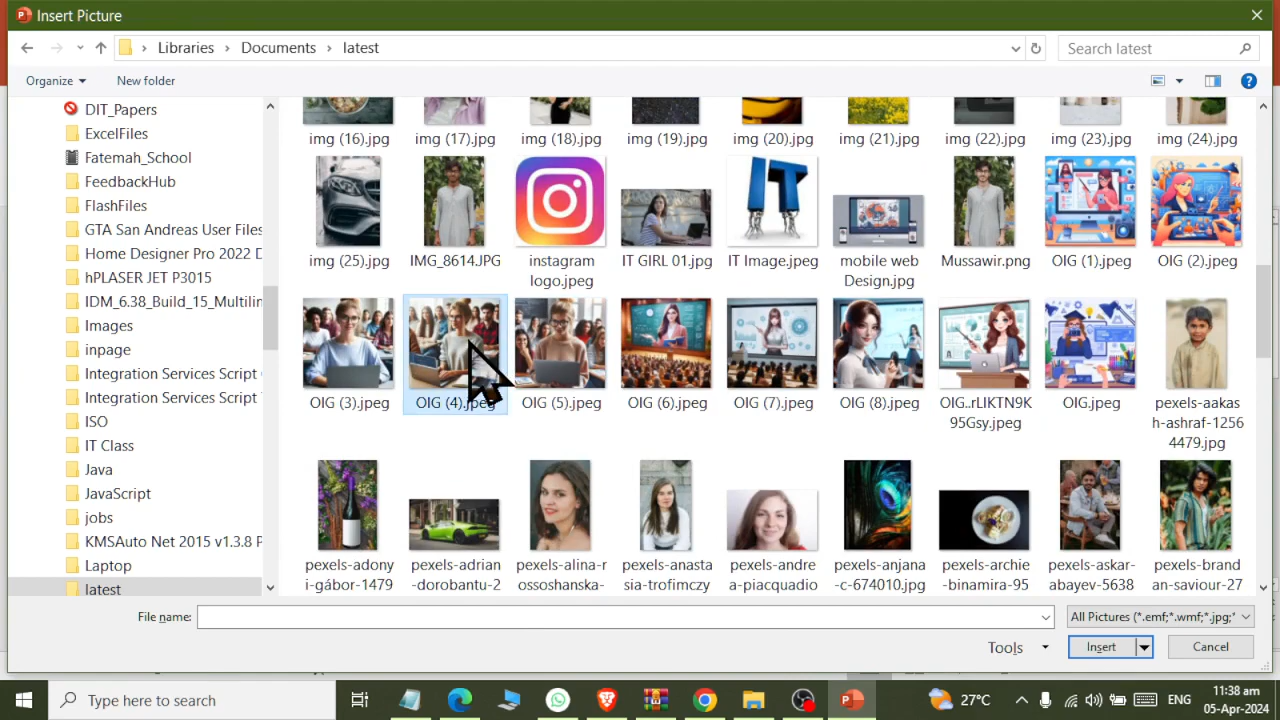 Insert Picture
Libraries Documents latest
Search latest
Organize
New folder
DIT_Papers
ExcelFiles
Fatemah_School
FeedbackHub
FlashFiles
GTA San Andreas User Files
Home Designer Pro 2022 D
hPLASER JET P3015
IDM_6.38_Build_15_Multilin
Images
inpage
Integration Services Script
Integration Services Script
ISO
IT Class
Java
JavaScript
jobs
KMSAuto Net 2015 v1.3.8 P
Laptop
latest
img (16).jpg img (17).jpg img (18).jpg img (19).jpg img (20).jpg img (21).jpg img (22).jpg img (23).jpg img (24).jpg
IT
img (25).jpg IMG_8614.JPG instagram IT GIRL 01.jpg IT Image.jpeg mobile web Mussawir.png OIG (1).jpeg OIG (2).jpeg
logo.jpeg Design.jpg
OIG (3).jpeg OIG (4).jpeg OIG (5).jpeg OIG (6).jpeg OIG (7).jpeg OIG (8).jpeg OIG..rLIKTN9K OIG.jpeg pexels-aakas
95Gsy.jpeg h-ashraf-1256
4479.jpg
pexels-adony pexels-adrian pexels-alina-r pexels-anast pexels-andre pexels-anjana pexels-archie pexels-askar- pexels-brand
i-gábor-1479 -dorobantu-2 ossoshanska- asia-trofimczy a-piacquadio -c-674010.jpg -binamira-95 abayev-5638 an-saviour-27
File name:
All Pictures (*.emf;*.wmf;*.jpg;*
Tools
Insert
Cancel
Type here to search
27°C
ENG
11:38 am
05-Apr-2024